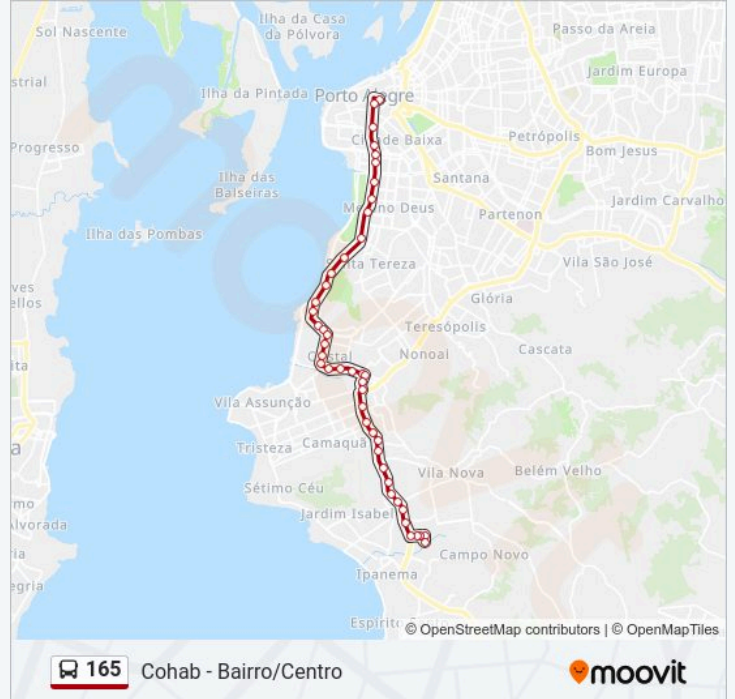 Ilha da Casa
da Pólvora
Passo da Areia
Sol Nascente
Jardim Europa
strial
Ilha da Pintada
Porto Alegre
Progresso
Cidade Baixa
Petrópolis
Bom Jesus
Ilha das
Balseiras
Santana
Jardim Carvalho
Menino Deus
Partenon
Ilha das Pombas
Santa Tereza
Vila São José
ves
ellos
Glória
Teresópolis
Cascata
Nonoai
Cristal
ita
Vila Assunção
a
Tristeza
Camaquã
Vila Nova
Belém Velho
Sétimo Céu
mo
Jardim Isabel
lvorada
ria
Campo Novo
Ipanema
egria
Espírito
© OpenStreetMap contributors | © OpenMapTiles
165 Cohab - Bairro/Centro
moovit